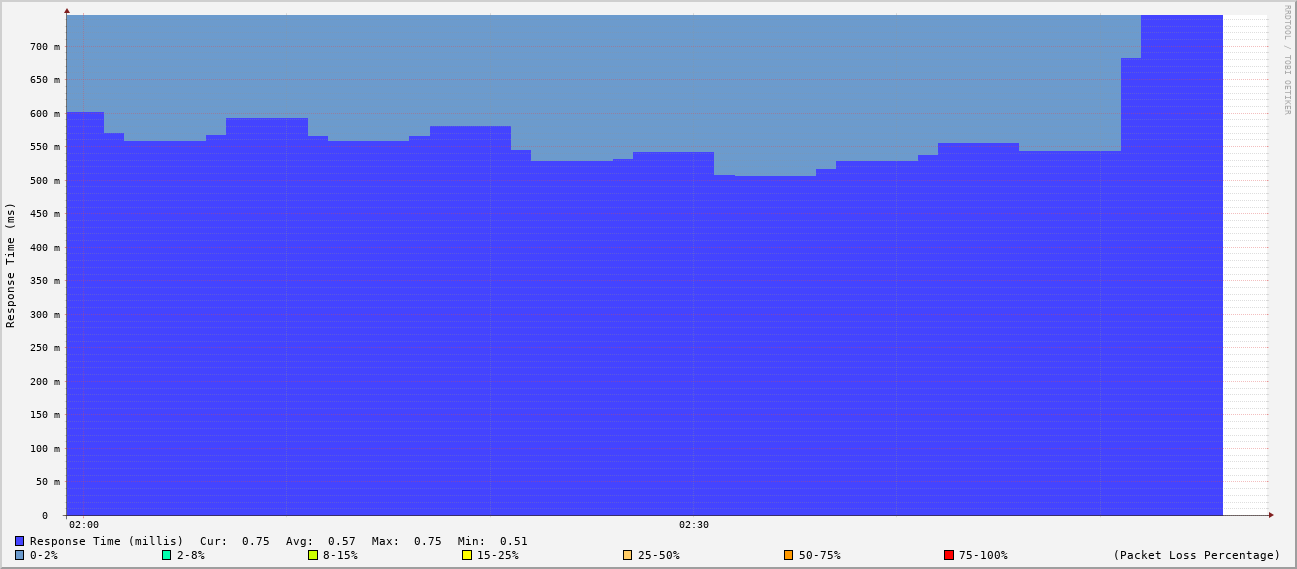 RRDTOOL / TOBI OETIKER
Response Time (ms)
700 m
650 m
600 m
550 m
500 m
450 m
400 m
350 m
300 m
250 m
200 m
150 m
100 m
50 m
0
02:00 02:30
Response Time (millis) Cur: 0.75 Avg: 0.57 Max: 0.75 Min: 0.51
0-2% 2-8% 8-15% 15-25% 25-50% 50-75% 75-100% (Packet Loss Percentage)